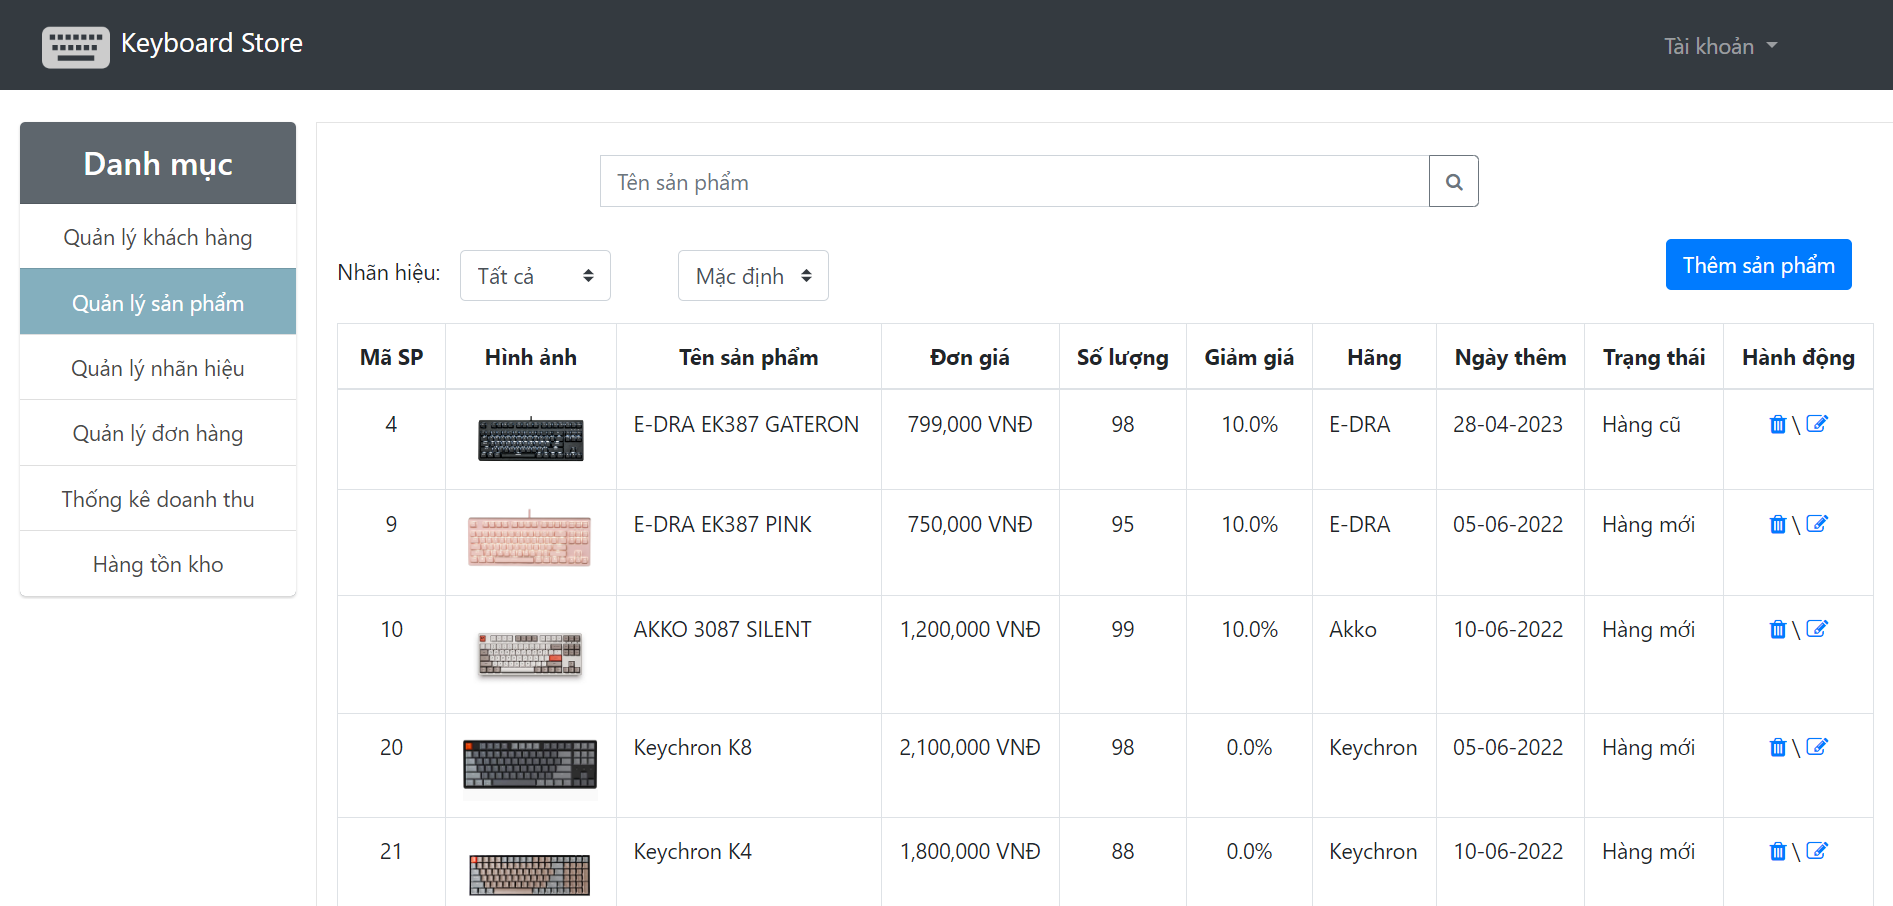 Keyboard Store
Tài khoản
Danh mục
Quản lý khách hàng
Quản lý sản phẩm
Quản lý nhãn hiệu
Quản lý đơn hàng
Thống kê doanh thu
Hàng tồn kho
Tên sản phẩm
Nhãn hiệu: Tất cả Mặc định Thêm sản phẩm
Mã SP Hình ảnh Tên sản phẩm Đơn giá Số lượng Giảm giá Hãng Ngày thêm Trạng thái Hành động
4 E-DRA EK387 GATERON 799,000 VNĐ 98 10.0% E-DRA 28-04-2023 Hàng cũ \
9 E-DRA EK387 PINK 750,000 VNĐ 95 10.0% E-DRA 05-06-2022 Hàng mới \
10 AKKO 3087 SILENT 1,200,000 VNĐ 99 10.0% Akko 10-06-2022 Hàng mới \
20 Keychron K8 2,100,000 VNĐ 98 0.0% Keychron 05-06-2022 Hàng mới \
21 Keychron K4 1,800,000 VNĐ 88 0.0% Keychron 10-06-2022 Hàng mới \